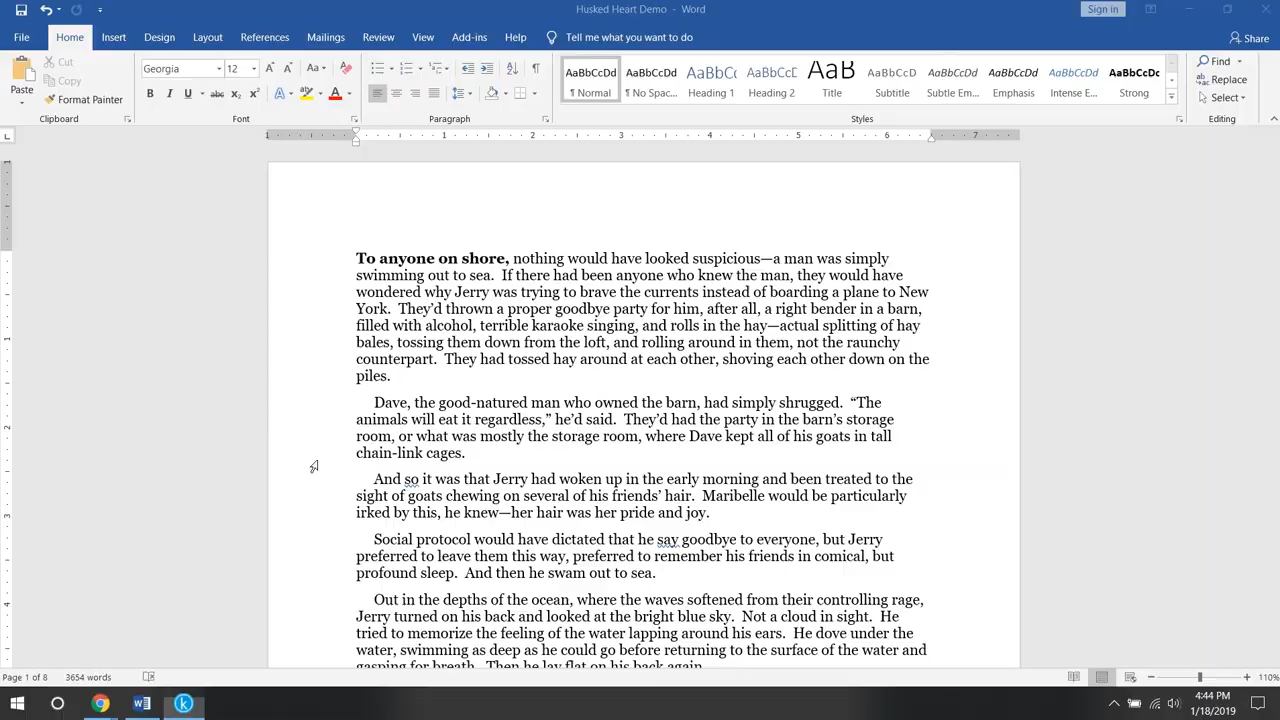 Husked Heart Demo - Word
Sign in
File Home Insert Design Layout References Mailings Review View Add-ins Help Tell me what you want to do Share
Paste
Cut
Copy
Format Painter
Clipboard
Georgia 12
Font
Paragraph
AaBbCcDd AaBbCcDd AaBbCc AaBbCcE AaB AaBbCcD AaBbCcDd AaBbCcDd AaBbCcDd AaBbCcDc
¶ Normal ¶ No Spac... Heading 1 Heading 2 Title Subtitle Subtle Em... Emphasis Intense E... Strong
Styles
Find
Replace
Select
Editing
1 1 2 3 4 5 6 7
To anyone on shore, nothing would have looked suspicious—a man was simply
swimming out to sea.  If there had been anyone who knew the man, they would have
wondered why Jerry was trying to brave the currents instead of boarding a plane to New
York.  They’d thrown a proper goodbye party for him, after all, a right bender in a barn,
filled with alcohol, terrible karaoke singing, and rolls in the hay—actual splitting of hay
bales, tossing them down from the loft, and rolling around in them, not the raunchy
counterpart.  They had tossed hay around at each other, shoving each other down on the
piles.
Dave, the good-natured man who owned the barn, had simply shrugged.  “The
animals will eat it regardless,” he’d said.  They’d had the party in the barn’s storage
room, or what was mostly the storage room, where Dave kept all of his goats in tall
chain-link cages.
And so it was that Jerry had woken up in the early morning and been treated to the
sight of goats chewing on several of his friends’ hair.  Maribelle would be particularly
irked by this, he knew—her hair was her pride and joy.
Social protocol would have dictated that he say goodbye to everyone, but Jerry
preferred to leave them this way, preferred to remember his friends in comical, but
profound sleep.  And then he swam out to sea.
Out in the depths of the ocean, where the waves softened from their controlling rage,
Jerry turned on his back and looked at the bright blue sky.  Not a cloud in sight.  He
tried to memorize the feeling of the water lapping around his ears.  He dove under the
water, swimming as deep as he could go before returning to the surface of the water and
gasping for breath.  Then he lay flat on his back again.
Page 1 of 8 3654 words 110%
4:44 PM
1/18/2019